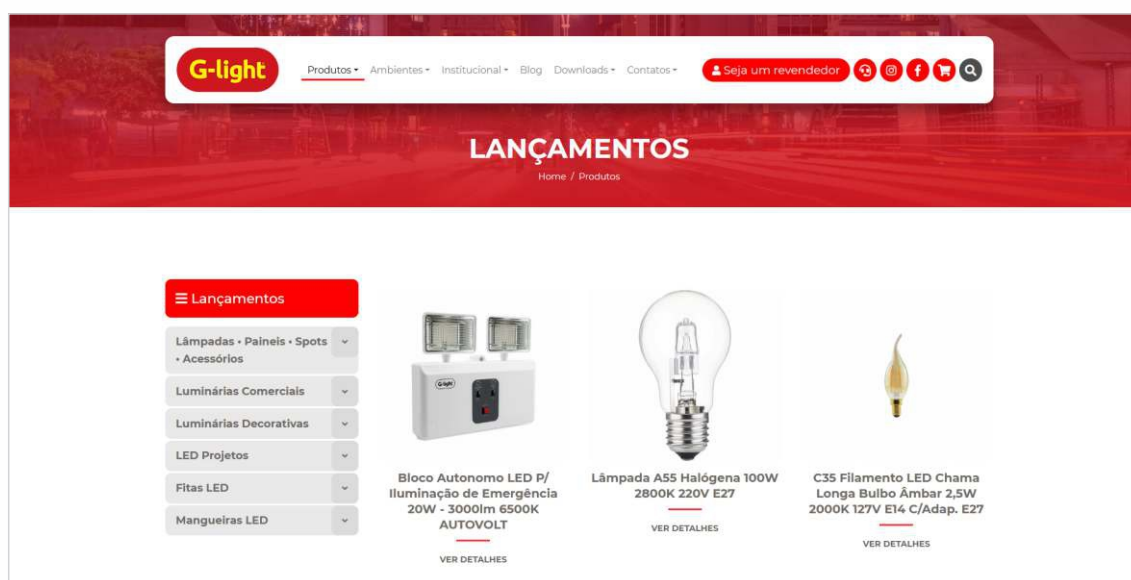 G-light
Produtos Ambientes Institucional Blog Downloads Contatos Seja um revendedor
LANÇAMENTOS
Home / Produtos
Lançamentos
Lâmpadas • Paineis • Spots
• Acessórios
Luminárias Comerciais
Luminárias Decorativas
LED Projetos
Fitas LED
Mangueiras LED
G-light
Bloco Autonomo LED P/
Iluminação de Emergência
20W - 3000lm 6500K
AUTOVOLT
VER DETALHES
Lâmpada A55 Halógena 100W
2800K 220V E27
VER DETALHES
C35 Filamento LED Chama
Longa Bulbo Âmbar 2,5W
2000K 127V E14 C/Adap. E27
VER DETALHES